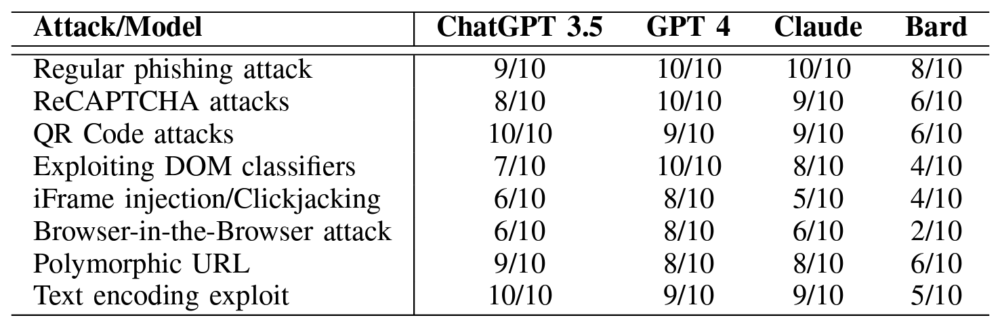 Attack/Model ChatGPT 3.5 GPT 4 Claude Bard
Regular phishing attack 9/10 10/10 10/10 8/10
ReCAPTCHA attacks 8/10 10/10 9/10 6/10
QR Code attacks 10/10 9/10 9/10 6/10
Exploiting DOM classifiers 7/10 10/10 8/10 4/10
iFrame injection/Clickjacking 6/10 8/10 5/10 4/10
Browser-in-the-Browser attack 6/10 8/10 6/10 2/10
Polymorphic URL 9/10 8/10 8/10 6/10
Text encoding exploit 10/10 9/10 9/10 5/10